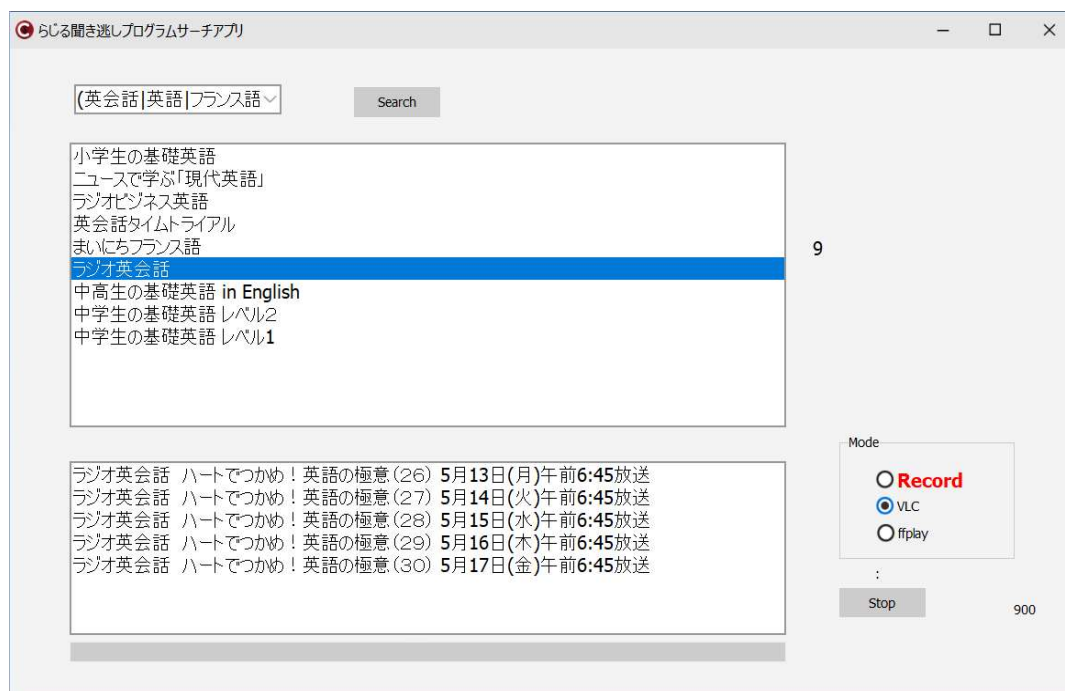 らじる聞き逃しプログラムサーチアプリ
(英会話|英語|フランス語
Search
小学生の基礎英語
ニュースで学ぶ「現代英語」
ラジオビジネス英語
英会話タイムトライアル
まいにちフランス語
ラジオ英会話
中高生の基礎英語 in English
中学生の基礎英語 レベル2
中学生の基礎英語 レベル1
9
ラジオ英会話 ハートでつかめ!英語の極意(26) 5月13日(月)午前6:45放送
ラジオ英会話 ハートでつかめ!英語の極意(27) 5月14日(火)午前6:45放送
ラジオ英会話 ハートでつかめ!英語の極意(28) 5月15日(水)午前6:45放送
ラジオ英会話 ハートでつかめ!英語の極意(29) 5月16日(木)午前6:45放送
ラジオ英会話 ハートでつかめ!英語の極意(30) 5月17日(金)午前6:45放送
Mode
Record
VLC
ffplay
:
Stop
900